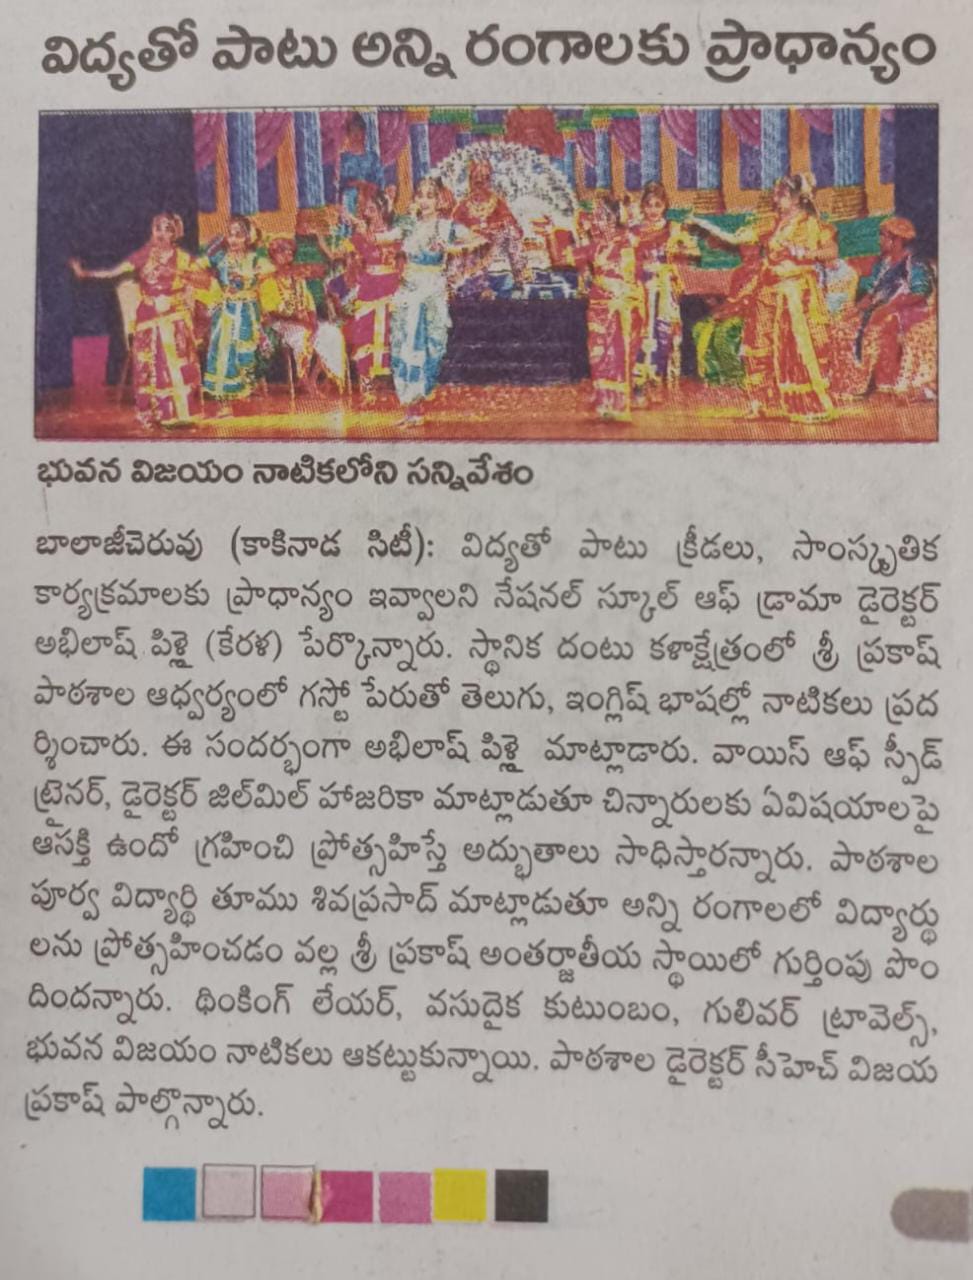 విద్యతో పాటు అన్ని రంగాలకు ప్రాధాన్యం
భువన విజయం నాటికలోని సన్నివేశం
బాలాజీచెరువు (కాకినాడ సిటీ): విద్యతో పాటు క్రీడలు, సాంస్కృతిక
కార్యక్రమాలకు ప్రాధాన్యం ఇవ్వాలని నేషనల్ స్కూల్ ఆఫ్ డ్రామా డైరెక్టర్
అభిలాష్ పిళ్లై (కేరళ) పేర్కొన్నారు. స్థానిక దంటు కళాక్షేత్రంలో శ్రీ ప్రకాష్
పాఠశాల ఆధ్వర్యంలో గస్టో పేరుతో తెలుగు, ఇంగ్లిష్ భాషల్లో నాటికలు ప్రద
ర్శించారు. ఈ సందర్భంగా అభిలాష్ పిళ్లై మాట్లాడారు. వాయిస్ ఆఫ్ స్పీడ్
ట్రైనర్, డైరెక్టర్ జిల్‌మిల్ హాజరికా మాట్లాడుతూ చిన్నారులకు ఏవిషయాలపై
ఆసక్తి ఉందో గ్రహించి ప్రోత్సహిస్తే అద్భుతాలు సాధిస్తారన్నారు. పాఠశాల
పూర్వ విద్యార్థి తూము శివప్రసాద్ మాట్లాడుతూ అన్ని రంగాలలో విద్యార్థు
లను ప్రోత్సహించడం వల్ల శ్రీ ప్రకాష్ అంతర్జాతీయ స్థాయిలో గుర్తింపు పొం
దిందన్నారు. థింకింగ్ లేయర్, వసుదైక కుటుంబం, గులివర్ ట్రావెల్స్,
భువన విజయం నాటికలు ఆకట్టుకున్నాయి. పాఠశాల డైరెక్టర్ సీహెచ్ విజయ
ప్రకాష్ పాల్గొన్నారు.